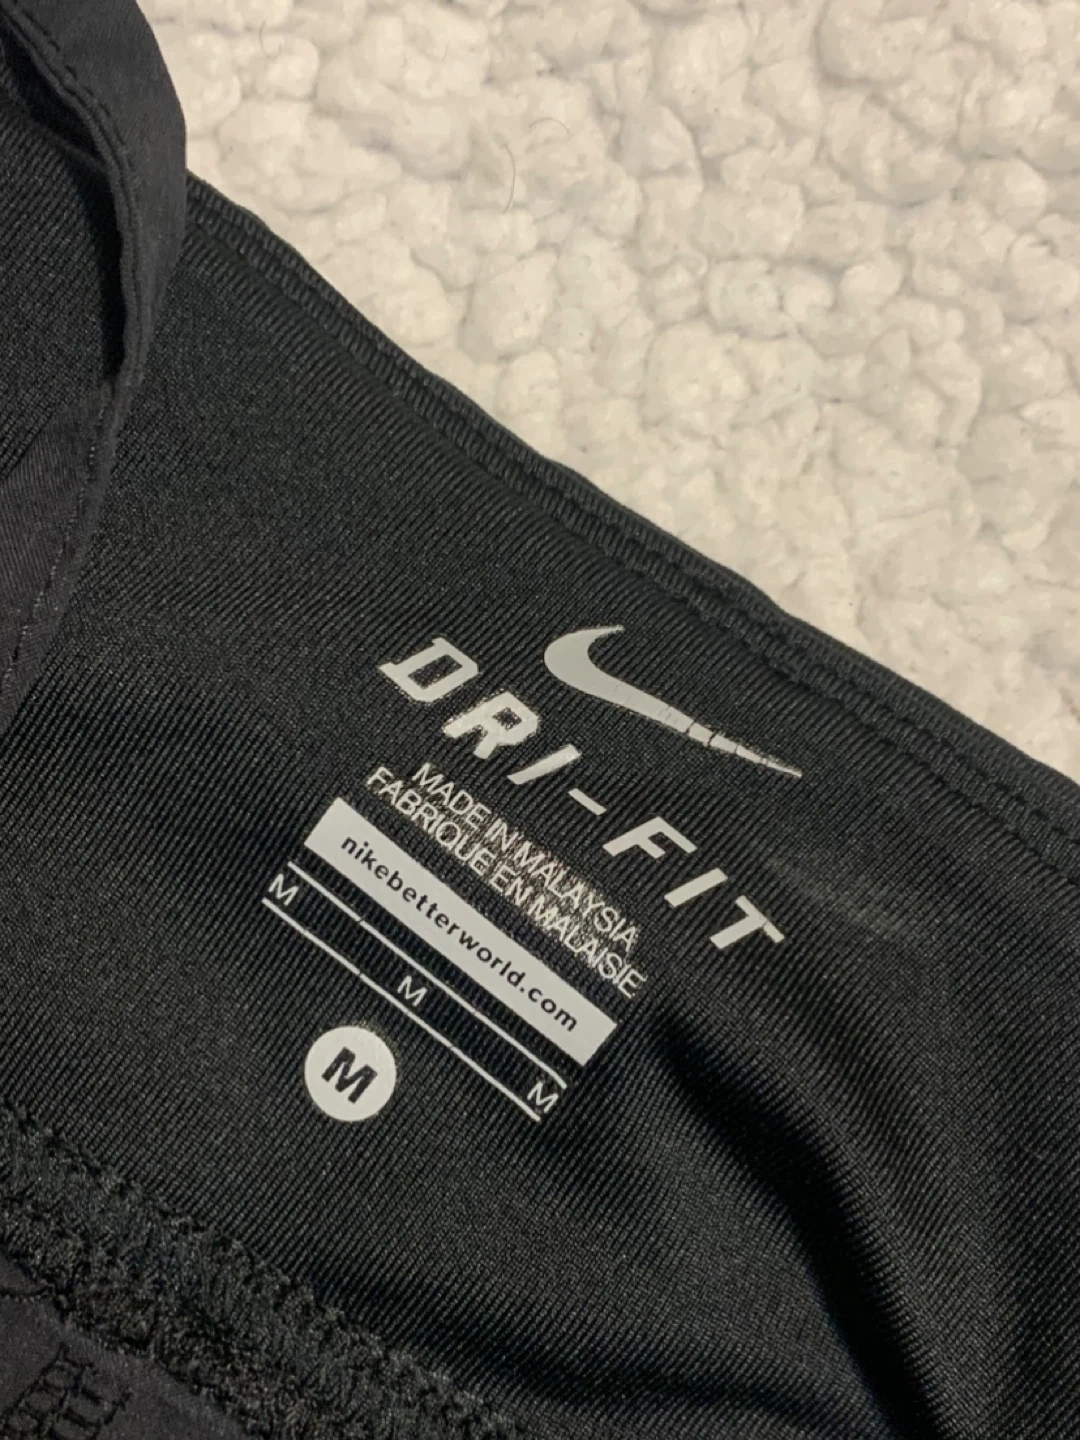 DRI-FIT
MADE IN MALAYSIA
FABRIQUE EN MALAISIE
nikebetterworld.com
M
M
M
M